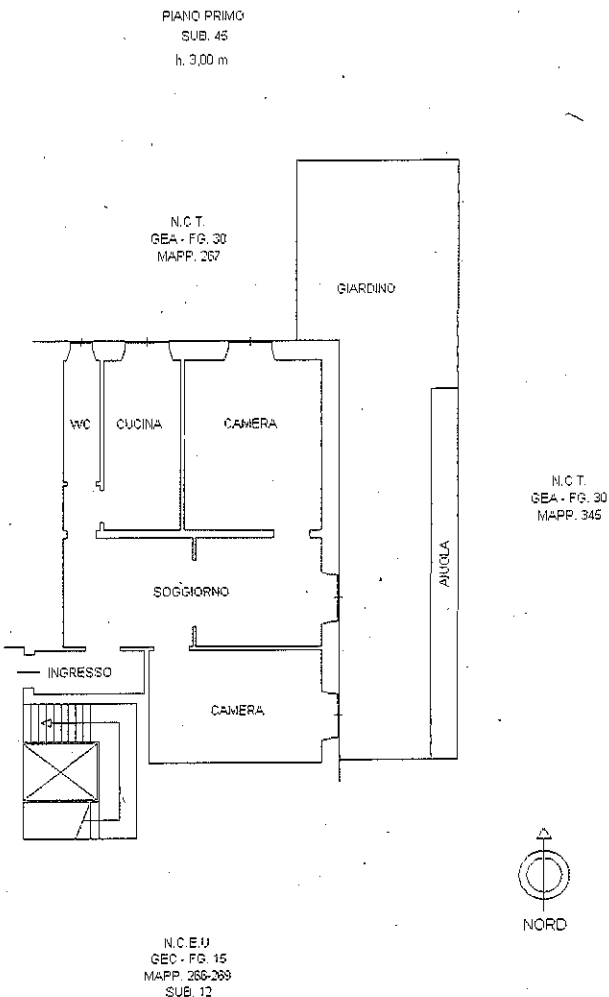 PIANO PRIMO
SUB. 45
h. 3,00 m
N.C.T.
GEA - FG. 30
MAPP. 267
GIARDINO
WC
CUCINA
CAMERA
N.C.T.
GEA - FG. 30
MAPP. 345
AIUOLA
SOGGIORNO
INGRESSO
CAMERA
NORD
N.C.E.U
GEC - FG. 15
MAPP. 268-269
SUB. 12